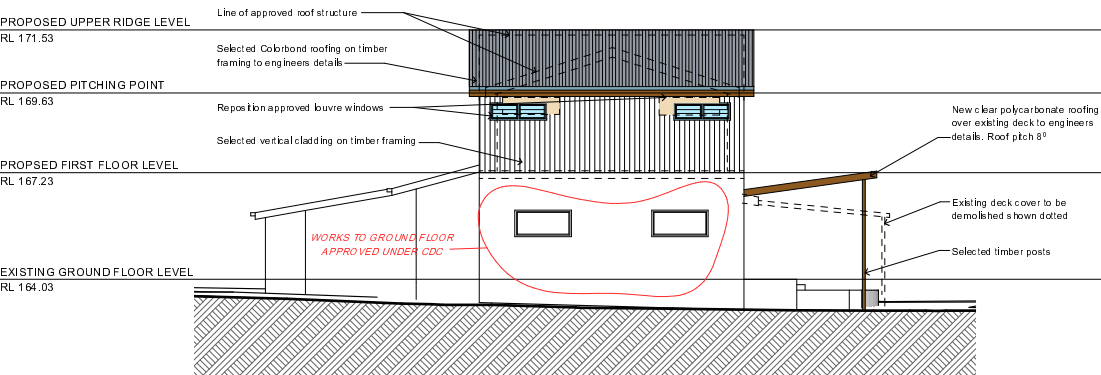 PROPOSED UPPER RIDGE LEVEL
RL 171.53
Line of approved roof structure
Selected Colorbond roofing on timber
framing to engineers details
PROPOSED PITCHING POINT
RL 169.63
Reposition approved louvre windows
Selected vertical cladding on timber framing
New clear polycarbonate roofing
over existing deck to engineers
details. Roof pitch 8⁰
PROPSED FIRST FLOOR LEVEL
RL 167.23
Existing deck cover to be
demolished shown dotted
WORKS TO GROUND FLOOR
APPROVED UNDER CDC
Selected timber posts
EXISTING GROUND FLOOR LEVEL
RL 164.03